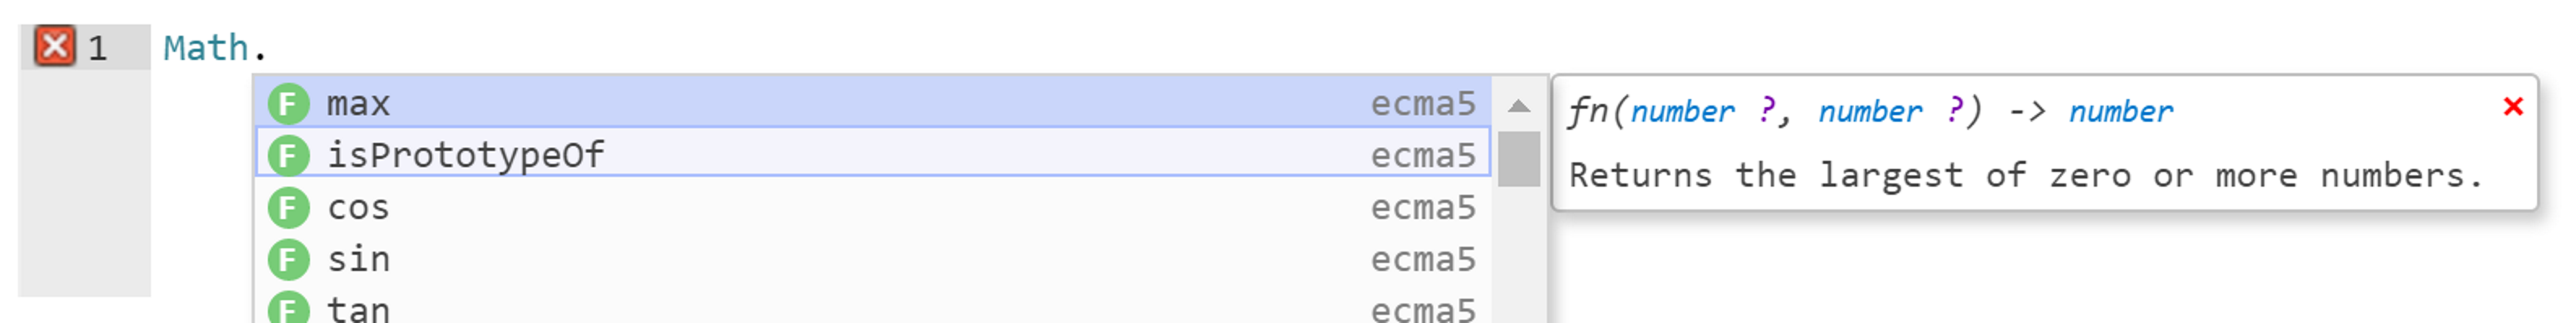 1 Math.
F max ecma5
F isPrototypeOf ecma5
F cos ecma5
F sin ecma5
F tan ecma5
fn(number ?, number ?) -> number
Returns the largest of zero or more numbers.